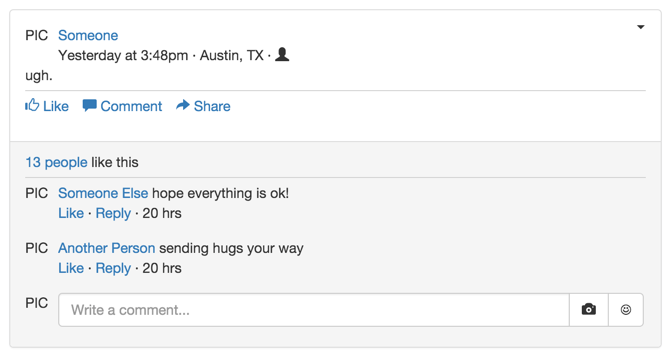 PIC Someone
Yesterday at 3:48pm · Austin, TX ·
ugh.
Like Comment Share
13 people like this
PIC Someone Else hope everything is ok!
Like · Reply · 20 hrs
PIC Another Person sending hugs your way
Like · Reply · 20 hrs
PIC Write a comment...